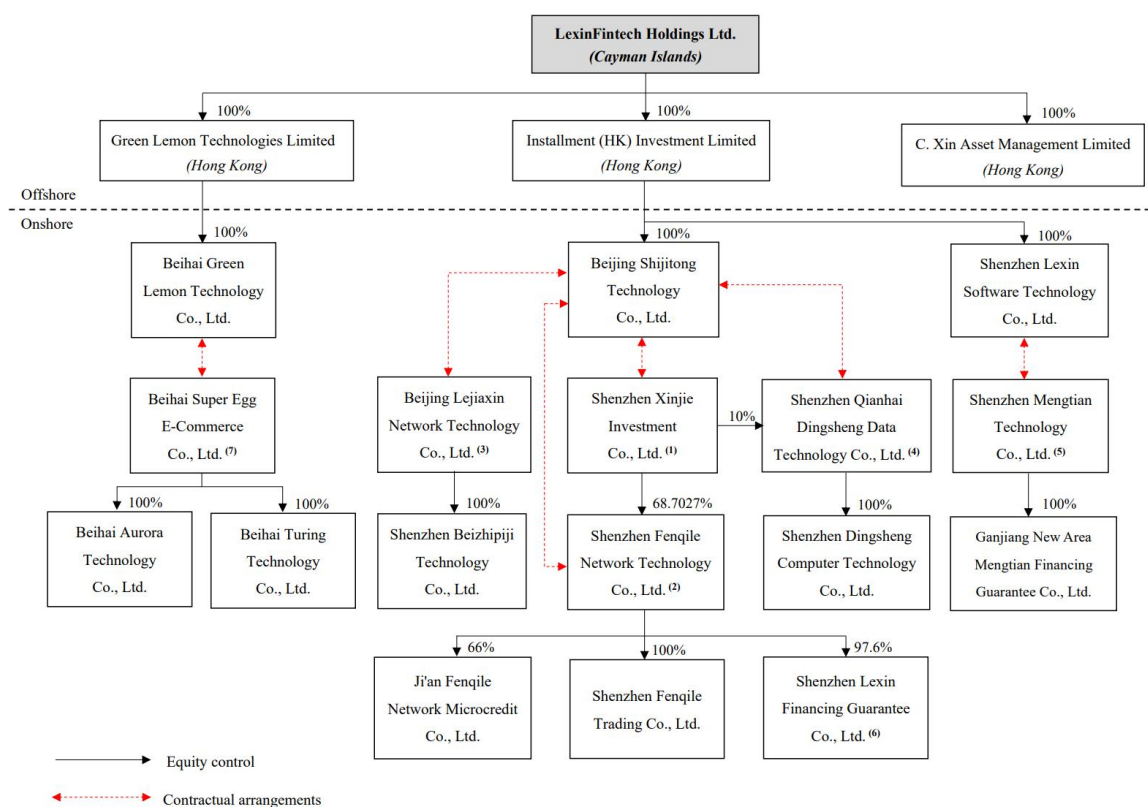 LexinFintech Holdings Ltd.
(Cayman Islands)
100%
100%
100%
Green Lemon Technologies Limited
(Hong Kong)
Installment (HK) Investment Limited
(Hong Kong)
C. Xin Asset Management Limited
(Hong Kong)
Offshore
Onshore
100%
100%
100%
Beihai Green
Lemon Technology
Co., Ltd.
Beijing Shijitong
Technology
Co., Ltd.
Shenzhen Lexin
Software Technology
Co., Ltd.
Beihai Super Egg
E-Commerce
Co., Ltd. (7)
Beijing Lejiaxin
Network Technology
Co., Ltd. (3)
Shenzhen Xinjie
Investment
Co., Ltd. (1)
10%
Shenzhen Qianhai
Dingsheng Data
Technology Co., Ltd. (4)
Shenzhen Mengtian
Technology
Co., Ltd. (5)
100%
100%
100%
68.7027%
100%
100%
Beihai Aurora
Technology
Co., Ltd.
Beihai Turing
Technology
Co., Ltd.
Shenzhen Beizhipiji
Technology
Co., Ltd.
Shenzhen Fenqile
Network Technology
Co., Ltd. (2)
Shenzhen Dingsheng
Computer Technology
Co., Ltd.
Ganjiang New Area
Mengtian Financing
Guarantee Co., Ltd.
66%
100%
97.6%
Ji'an Fenqile
Network Microcredit
Co., Ltd.
Shenzhen Fenqile
Trading Co., Ltd.
Shenzhen Lexin
Financing Guarantee
Co., Ltd. (6)
Equity control
Contractual arrangements